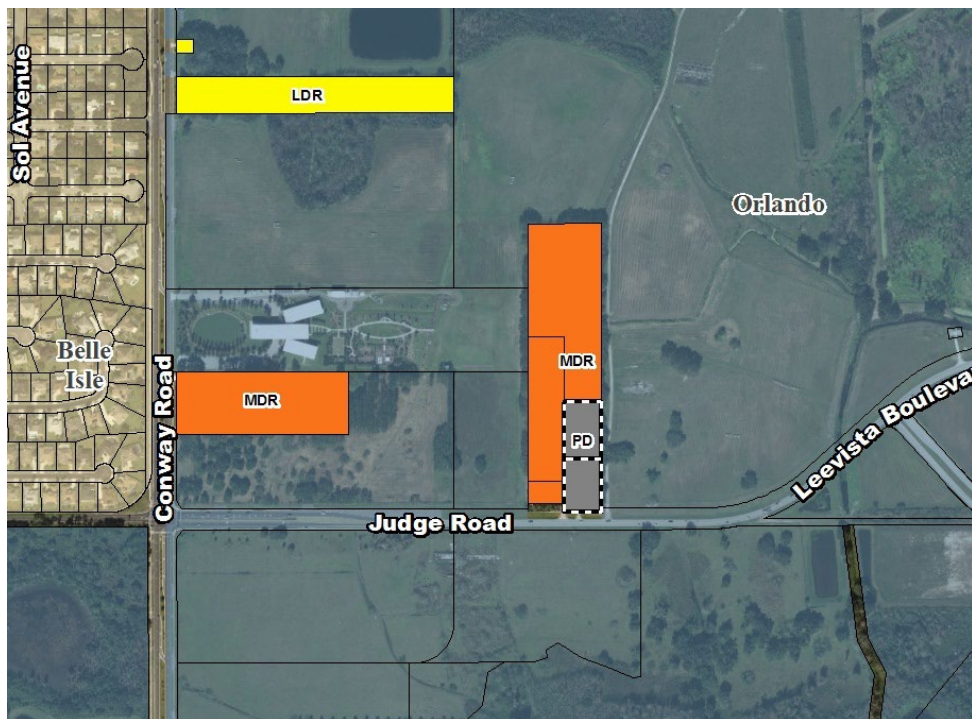 Sol Avenue
LDR
Orlando
Belle
Isle
MDR
MDR
PD
Conway Road
Judge Road
Leevista Bouleva